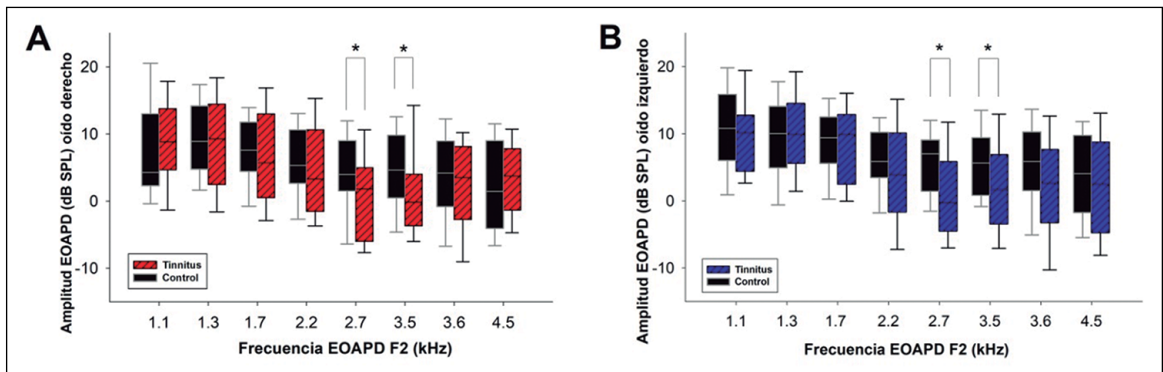 A
Amplitud EOAPD (dB SPL) oído derecho
20
10
0
-10
* *
Tinnitus
Control
1.1 1.3 1.7 2.2 2.7 3.5 3.6 4.5
Frecuencia EOAPD F2 (kHz)
B
Amplitud EOAPD (dB SPL) oído izquierdo
20
10
0
-10
* *
Tinnitus
Control
1.1 1.3 1.7 2.2 2.7 3.5 3.6 4.5
Frecuencia EOAPD F2 (kHz)